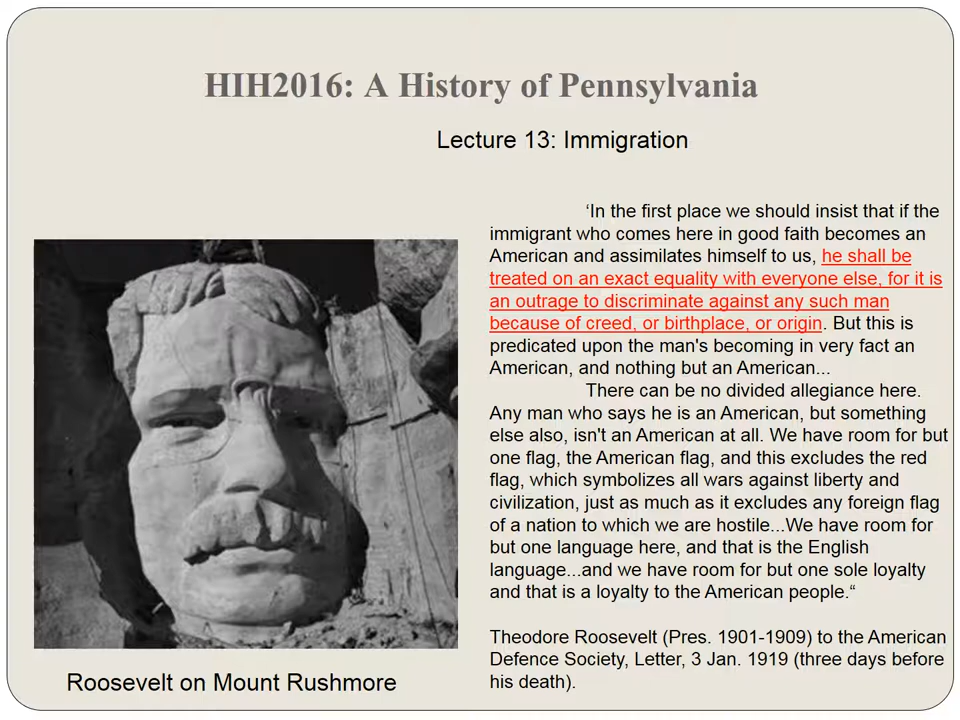 HIH2016: A History of Pennsylvania
Lecture 13: Immigration
‘In the first place we should insist that if the
immigrant who comes here in good faith becomes an
American and assimilates himself to us, he shall be
treated on an exact equality with everyone else, for it is
an outrage to discriminate against any such man
because of creed, or birthplace, or origin. But this is
predicated upon the man's becoming in very fact an
American, and nothing but an American...
There can be no divided allegiance here.
Any man who says he is an American, but something
else also, isn't an American at all. We have room for but
one flag, the American flag, and this excludes the red
flag, which symbolizes all wars against liberty and
civilization, just as much as it excludes any foreign flag
of a nation to which we are hostile...We have room for
but one language here, and that is the English
language...and we have room for but one sole loyalty
and that is a loyalty to the American people.“
Theodore Roosevelt (Pres. 1901-1909) to the American
Defence Society, Letter, 3 Jan. 1919 (three days before
his death).
Roosevelt on Mount Rushmore